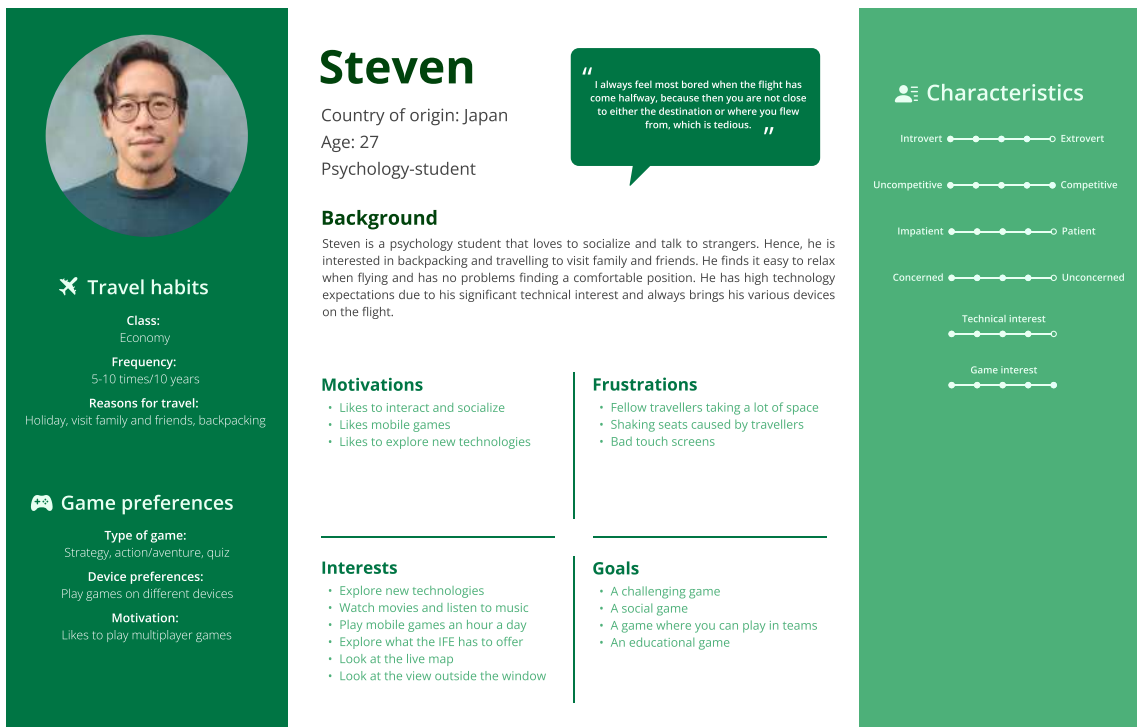 Travel habits
Class:
Economy
Frequency:
5-10 times/10 years
Reasons for travel:
Holiday, visit family and friends, backpacking
Game preferences
Type of game:
Strategy, action/aventure, quiz
Device preferences:
Play games on different devices
Motivation:
Likes to play multiplayer games
Steven
Country of origin: Japan
Age: 27
Psychology-student
“
I always feel most bored when the flight has
come halfway, because then you are not close
to either the destination or where you flew
from, which is tedious. ”
Background
Steven is a psychology student that loves to socialize and talk to strangers. Hence, he is
interested in backpacking and travelling to visit family and friends. He finds it easy to relax
when flying and has no problems finding a comfortable position. He has high technology
expectations due to his significant technical interest and always brings his various devices
on the flight.
Motivations
• Likes to interact and socialize
• Likes mobile games
• Likes to explore new technologies
Frustrations
• Fellow travellers taking a lot of space
• Shaking seats caused by travellers
• Bad touch screens
Interests
• Explore new technologies
• Watch movies and listen to music
• Play mobile games an hour a day
• Explore what the IFE has to offer
• Look at the live map
• Look at the view outside the window
Goals
• A challenging game
• A social game
• A game where you can play in teams
• An educational game
Characteristics
Introvert Extrovert
Uncompetitive Competitive
Impatient Patient
Concerned Unconcerned
Technical interest
Game interest